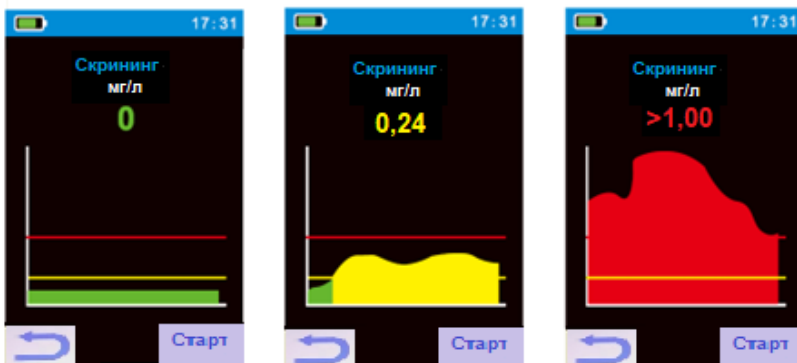 17:31
Скрининг
мг/л
0
Старт
17:31
Скрининг
мг/л
0,24
Старт
17:31
Скрининг
мг/л
>1,00
Старт